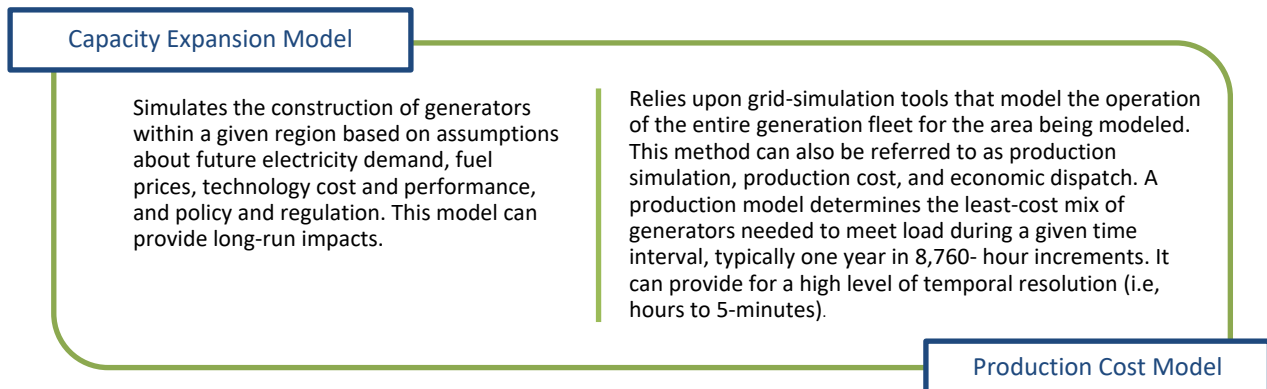 Capacity Expansion Model
Simulates the construction of generators
within a given region based on assumptions
about future electricity demand, fuel
prices, technology cost and performance,
and policy and regulation. This model can
provide long-run impacts.
Relies upon grid-simulation tools that model the operation
of the entire generation fleet for the area being modeled.
This method can also be referred to as production
simulation, production cost, and economic dispatch. A
production model determines the least-cost mix of
generators needed to meet load during a given time
interval, typically one year in 8,760- hour increments. It
can provide for a high level of temporal resolution (i.e,
hours to 5-minutes).
Production Cost Model